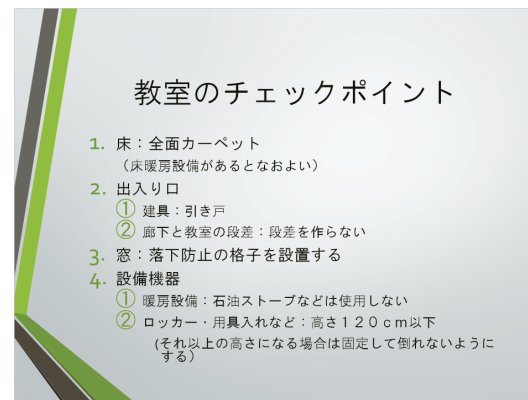 教室のチェックポイント
1. 床：全面カーペット
（床暖房設備があるとなおよい）
2. 出入り口
① 建具：引き戸
② 廊下と教室の段差：段差を作らない
3. 窓：落下防止の格子を設置する
4. 設備機器
① 暖房設備：石油ストーブなどは使用しない
② ロッカー・用具入れなど：高さ１２０ｃｍ以下
(それ以上の高さになる場合は固定して倒れないように
する）